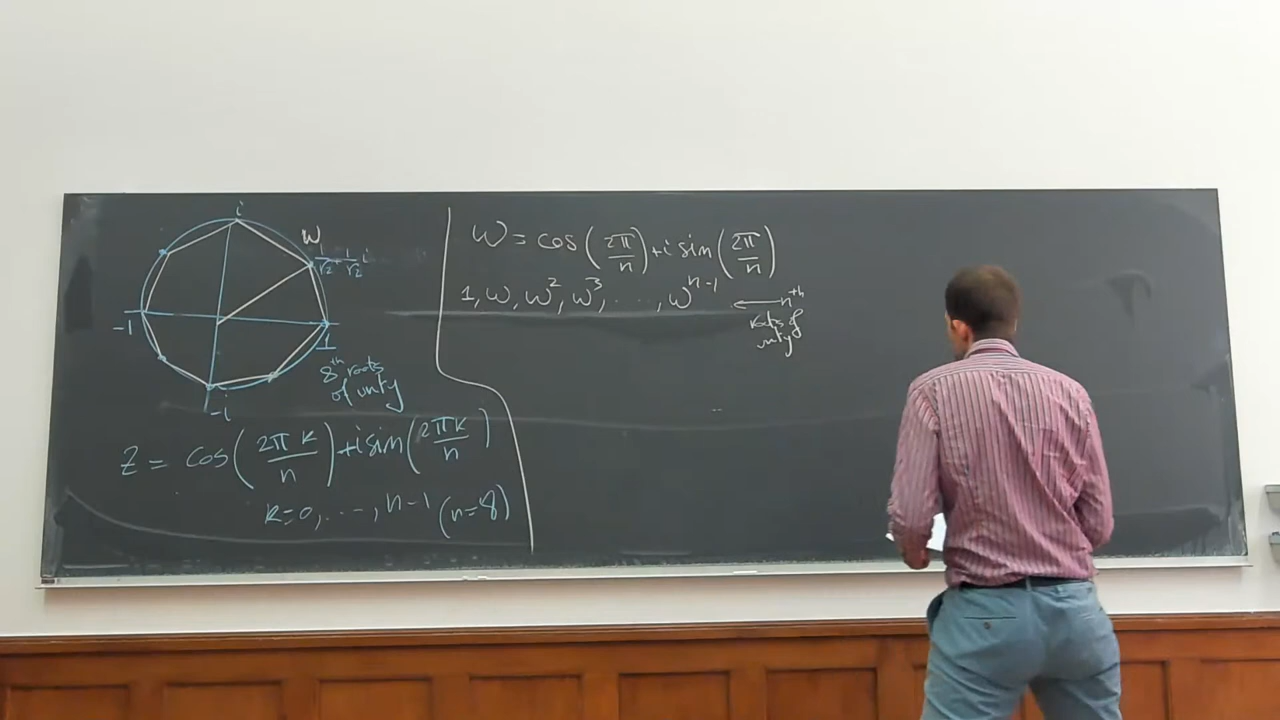 i
W
1/√2 + 1/√2 i
-1
1
-i
8th roots
of unity
Z = cos(2πk/n) + i sin(2πk/n)
k=0, ..., n-1 (n=8)
W = cos(2π/n) + i sin(2π/n)
1, ω, ω², ω³, ..., ω^{n-1} ← nth
roots of
unity